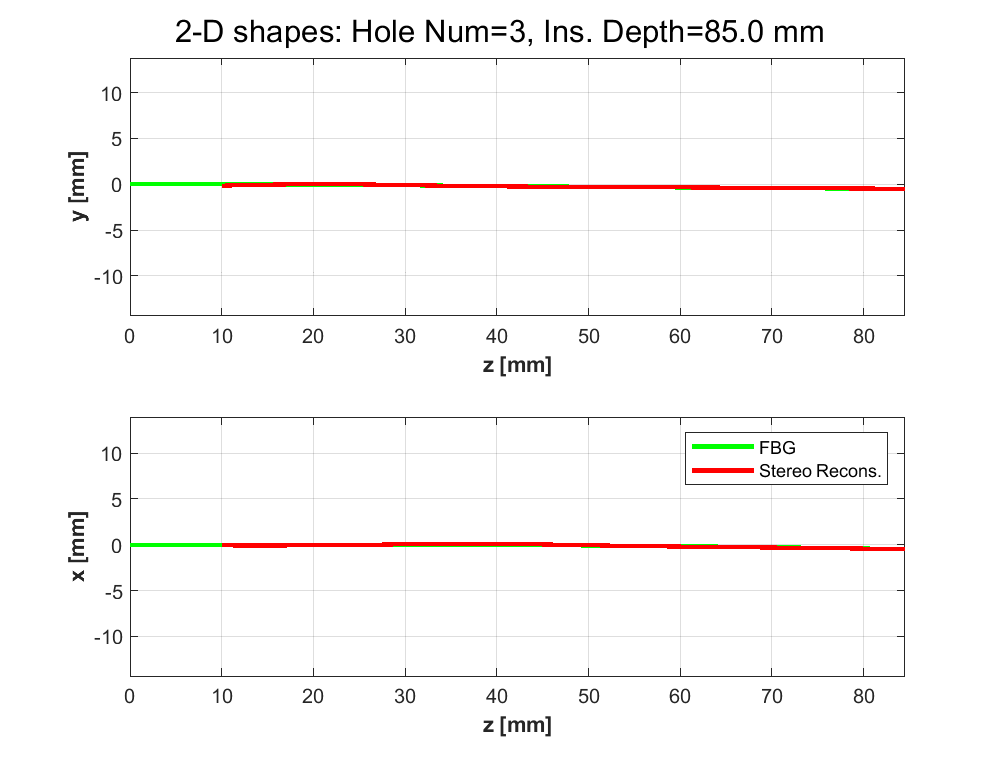 2-D shapes: Hole Num=3, Ins. Depth=85.0 mm
10
5
0
-5
-10
y [mm]
0 10 20 30 40 50 60 70 80
z [mm]
FBG
Stereo Recons.
10
5
0
-5
-10
x [mm]
0 10 20 30 40 50 60 70 80
z [mm]